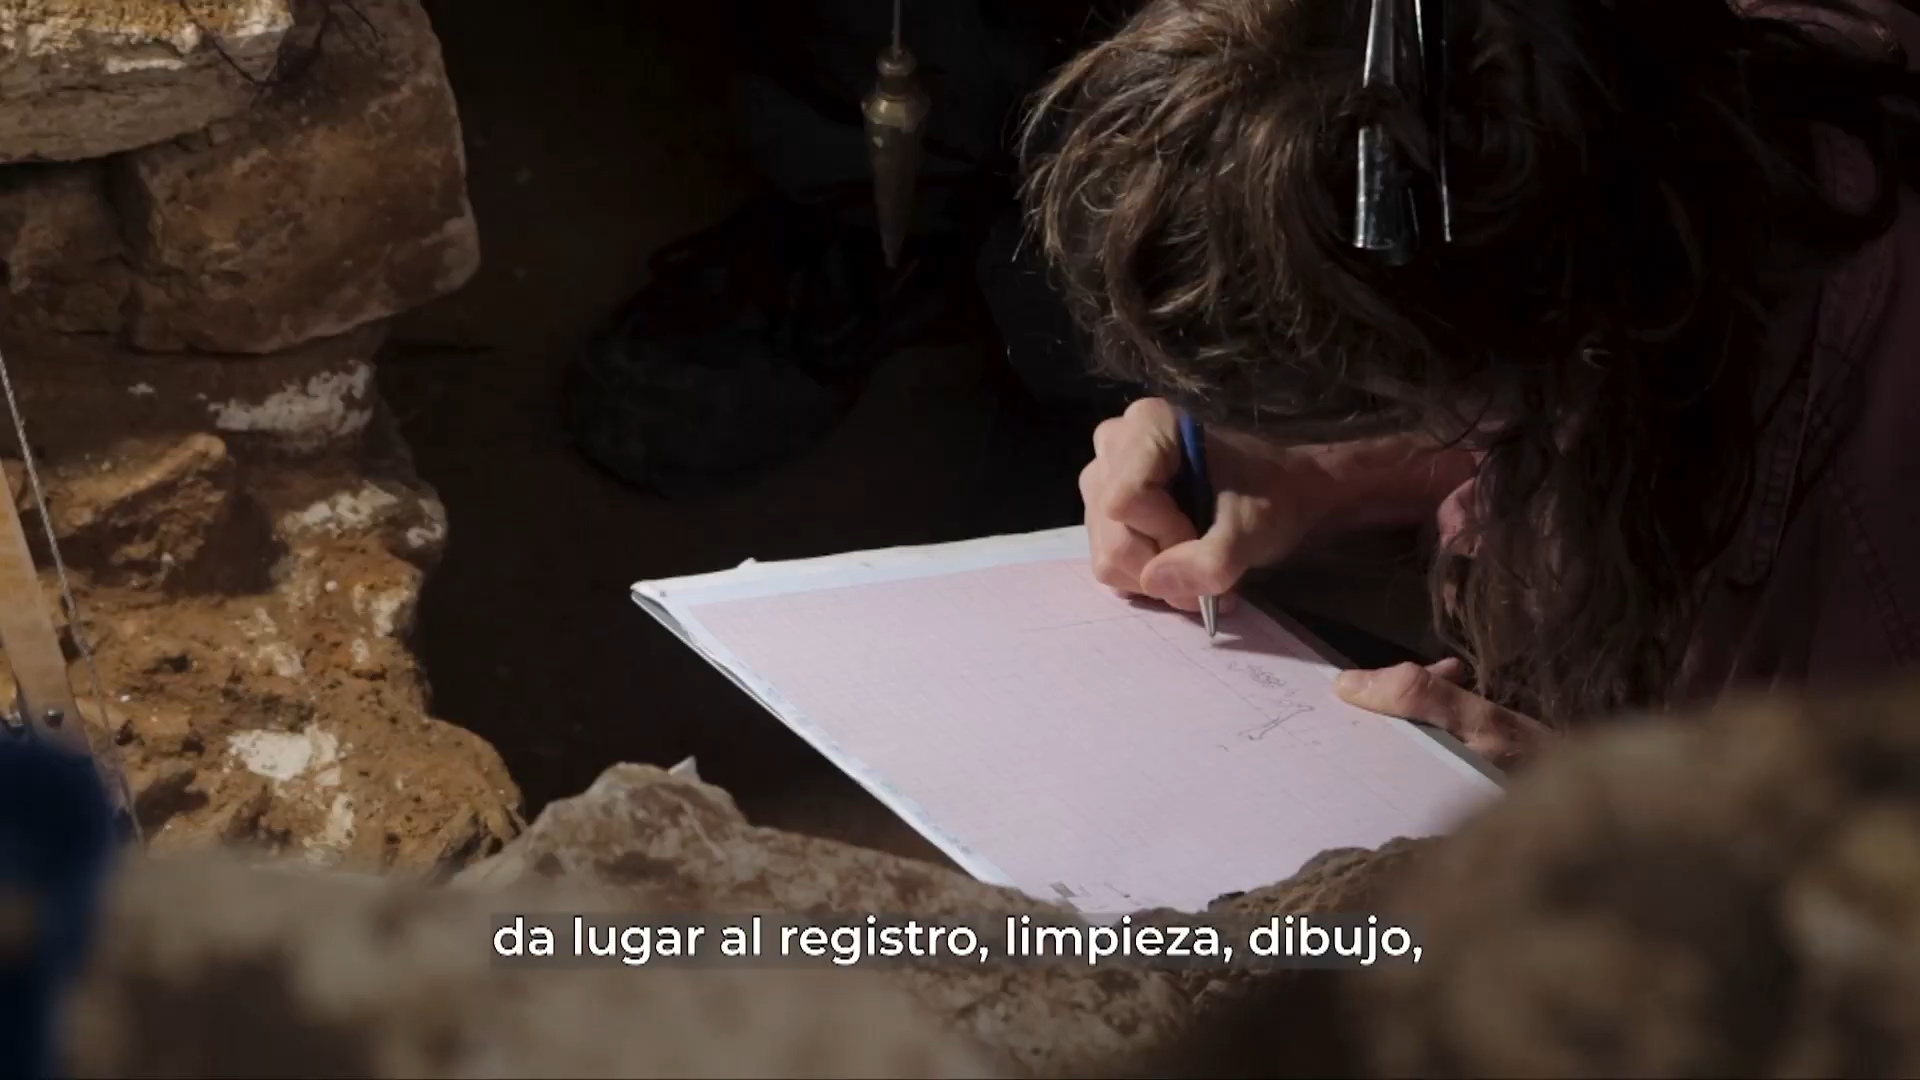 da lugar al registro, limpieza, dibujo,